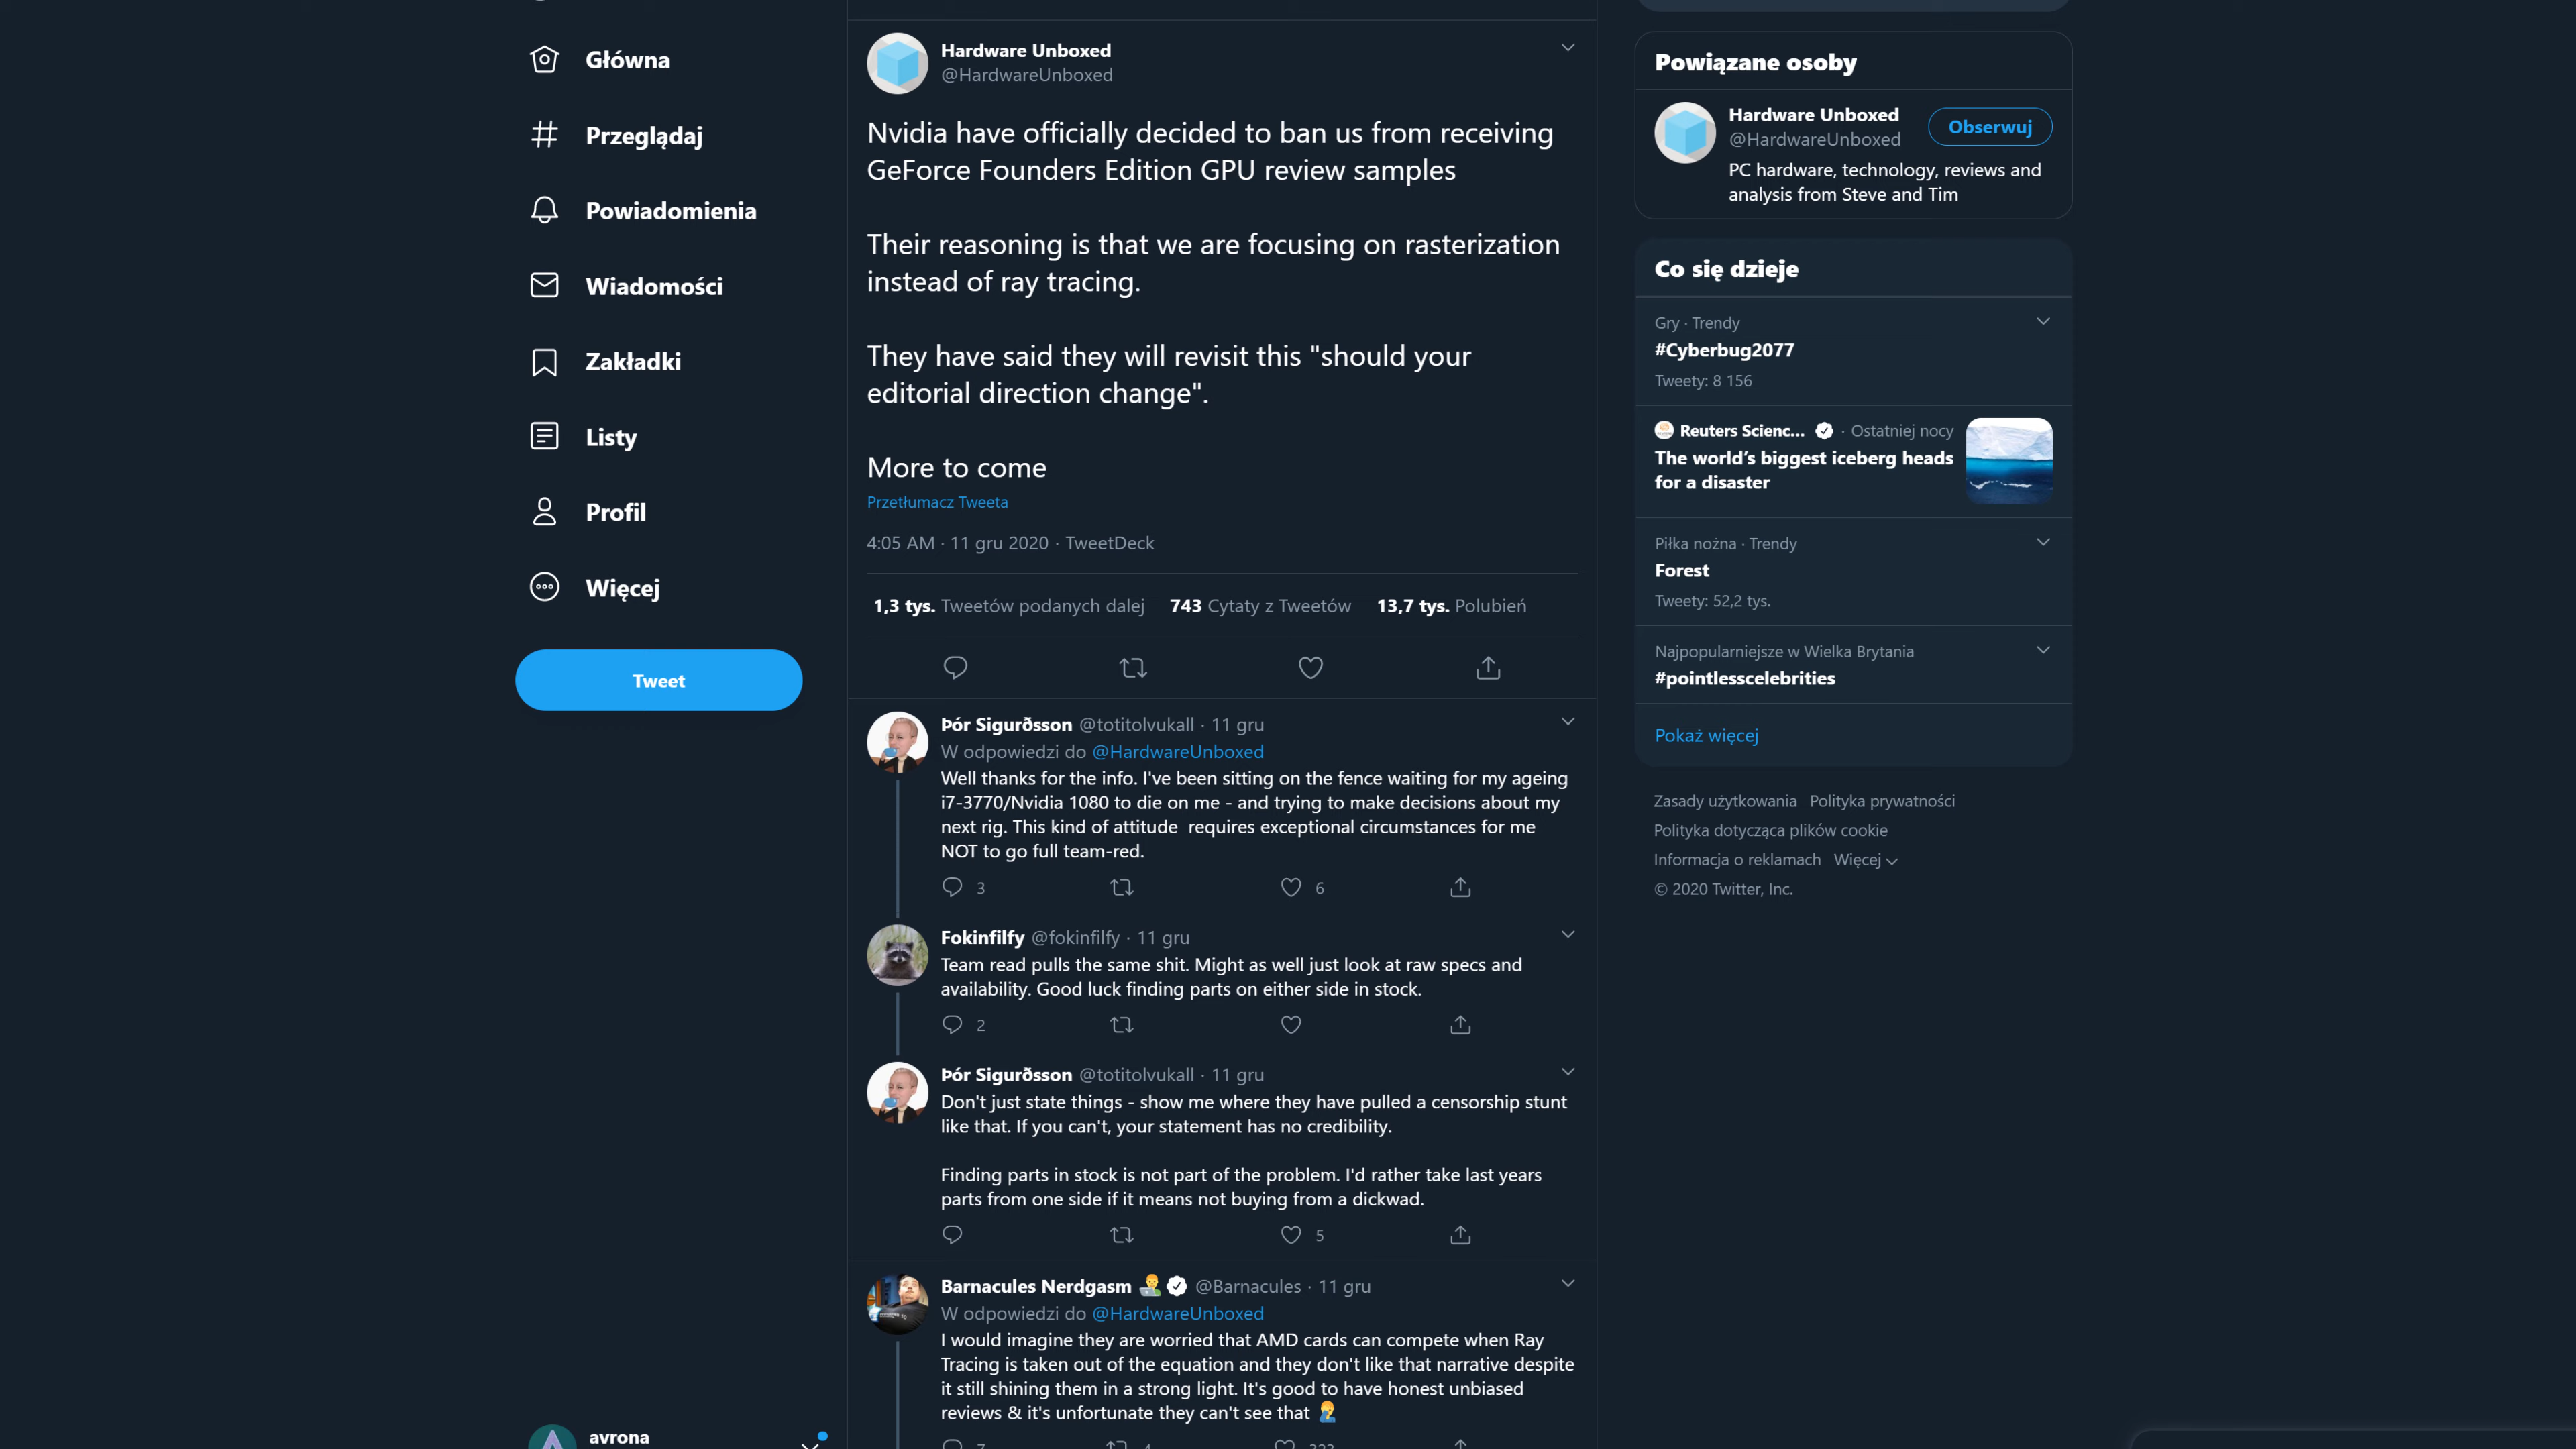 Główna
Przeglądaj
Powiadomienia
Wiadomości
Zakładki
Listy
Profil
Więcej
Tweet
avrona
Hardware Unboxed
@HardwareUnboxed
Nvidia have officially decided to ban us from receiving
GeForce Founders Edition GPU review samples
Their reasoning is that we are focusing on rasterization
instead of ray tracing.
They have said they will revisit this "should your
editorial direction change".
More to come
Przetłumacz Tweeta
4:05 AM · 11 gru 2020 · TweetDeck
1,3 tys. Tweetów podanych dalej 743 Cytaty z Tweetów 13,7 tys. Polubień
Þór Sigurðsson @totitolvukall · 11 gru
W odpowiedzi do @HardwareUnboxed
Well thanks for the info. I've been sitting on the fence waiting for my ageing
i7-3770/Nvidia 1080 to die on me - and trying to make decisions about my
next rig. This kind of attitude requires exceptional circumstances for me
NOT to go full team-red.
3 6
Fokinfilfy @fokinfilfy · 11 gru
Team read pulls the same shit. Might as well just look at raw specs and
availability. Good luck finding parts on either side in stock.
2
Þór Sigurðsson @totitolvukall · 11 gru
Don't just state things - show me where they have pulled a censorship stunt
like that. If you can't, your statement has no credibility.
Finding parts in stock is not part of the problem. I'd rather take last years
parts from one side if it means not buying from a dickwad.
5
Barnacules Nerdgasm @Barnacules · 11 gru
W odpowiedzi do @HardwareUnboxed
I would imagine they are worried that AMD cards can compete when Ray
Tracing is taken out of the equation and they don't like that narrative despite
it still shining them in a strong light. It's good to have honest unbiased
reviews & it's unfortunate they can't see that
Powiązane osoby
Hardware Unboxed
@HardwareUnboxed
Obserwuj
PC hardware, technology, reviews and
analysis from Steve and Tim
Co się dzieje
Gry · Trendy
#Cyberbug2077
Tweety: 8 156
Reuters Scienc... · Ostatniej nocy
The world's biggest iceberg heads
for a disaster
Piłka nożna · Trendy
Forest
Tweety: 52,2 tys.
Najpopularniejsze w Wielka Brytania
#pointlesscelebrities
Pokaż więcej
Zasady użytkowania Polityka prywatności
Polityka dotycząca plików cookie
Informacja o reklamach Więcej
© 2020 Twitter, Inc.